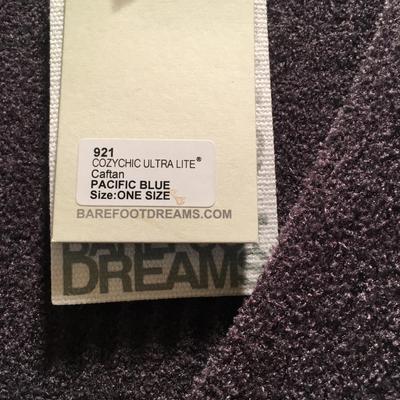 921
COZYCHIC ULTRA LITE®
Caftan
PACIFIC BLUE
Size:ONE SIZE
BAREFOOTDREAMS.COM
DREAMS